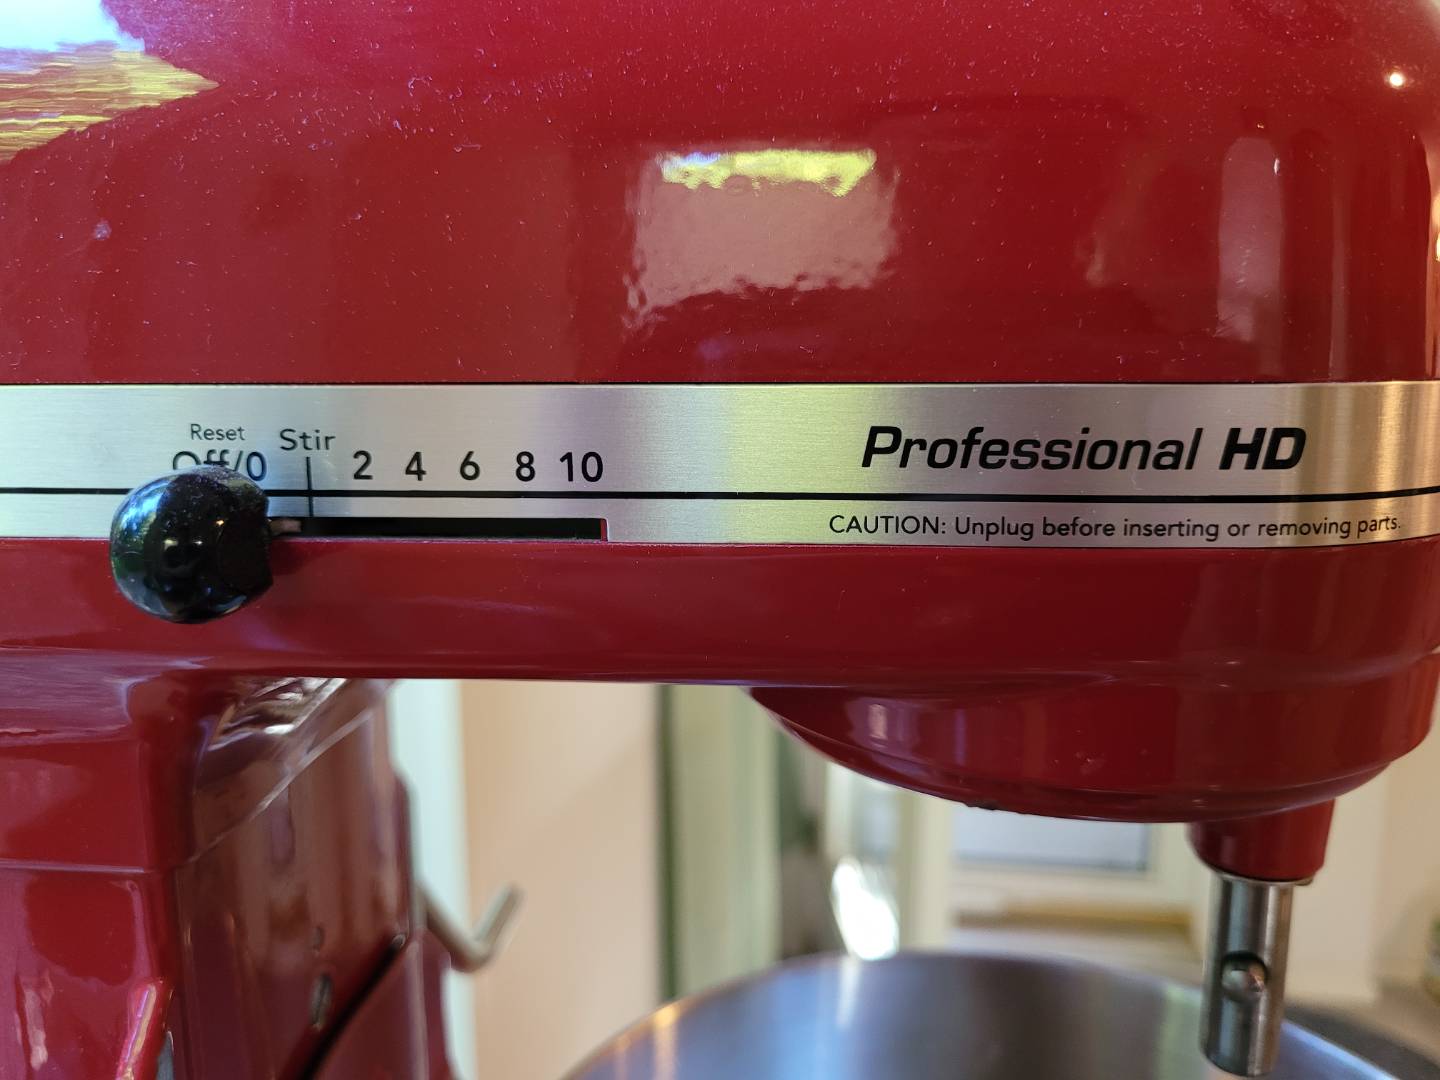 Reset
Off/0 Stir 2 4 6 8 10
Professional HD
CAUTION: Unplug before inserting or removing parts.